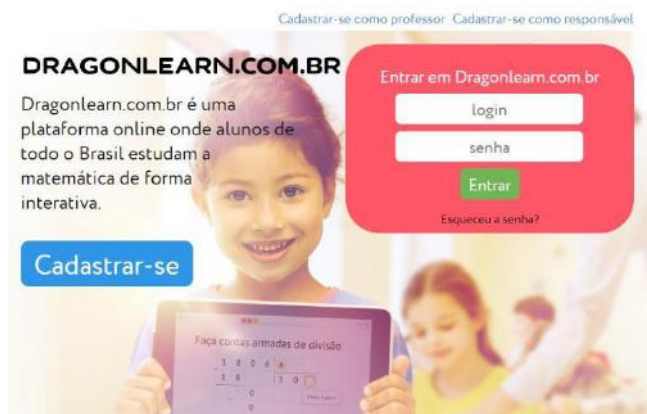 Cadastrar-se como professor Cadastrar-se como responsável
DRAGONLEARN.COM.BR
Dragonlearn.com.br é uma
plataforma online onde alunos de
todo o Brasil estudam a
matemática de forma
interativa.
Cadastrar-se
Entrar em Dragonlearn.com.br
login
senha
Entrar
Esqueceu a senha?
Faça contas armadas de divisão
1 8 0 6
1 8 3 0
0
0